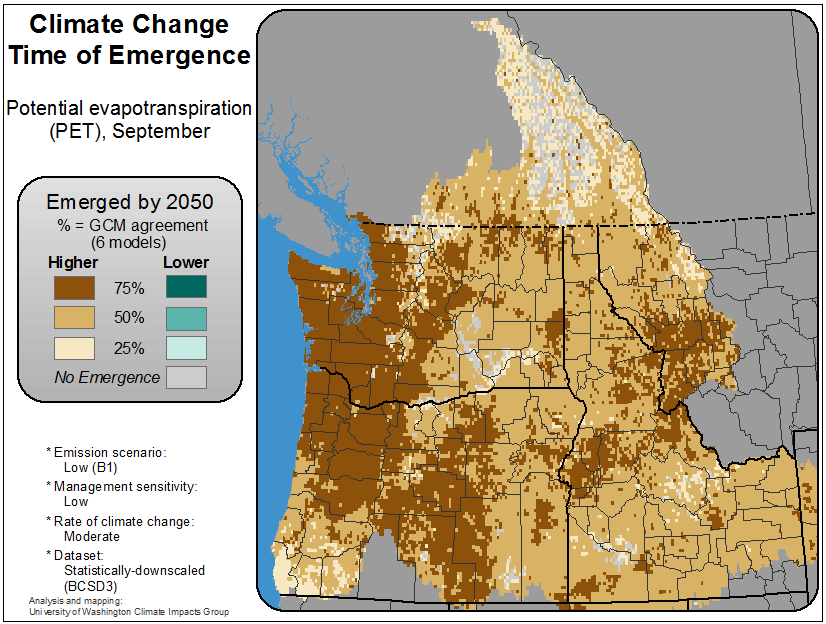 Climate Change
Time of Emergence
Potential evapotranspiration
(PET), September
Emerged by 2050
% = GCM agreement
(6 models)
Higher Lower
75%
50%
25%
No Emergence
* Emission scenario:
Low (B1)
* Management sensitivity:
Low
* Rate of climate change:
Moderate
* Dataset:
Statistically-downscaled
(BCSD3)
Analysis and mapping:
University of Washington Climate Impacts Group